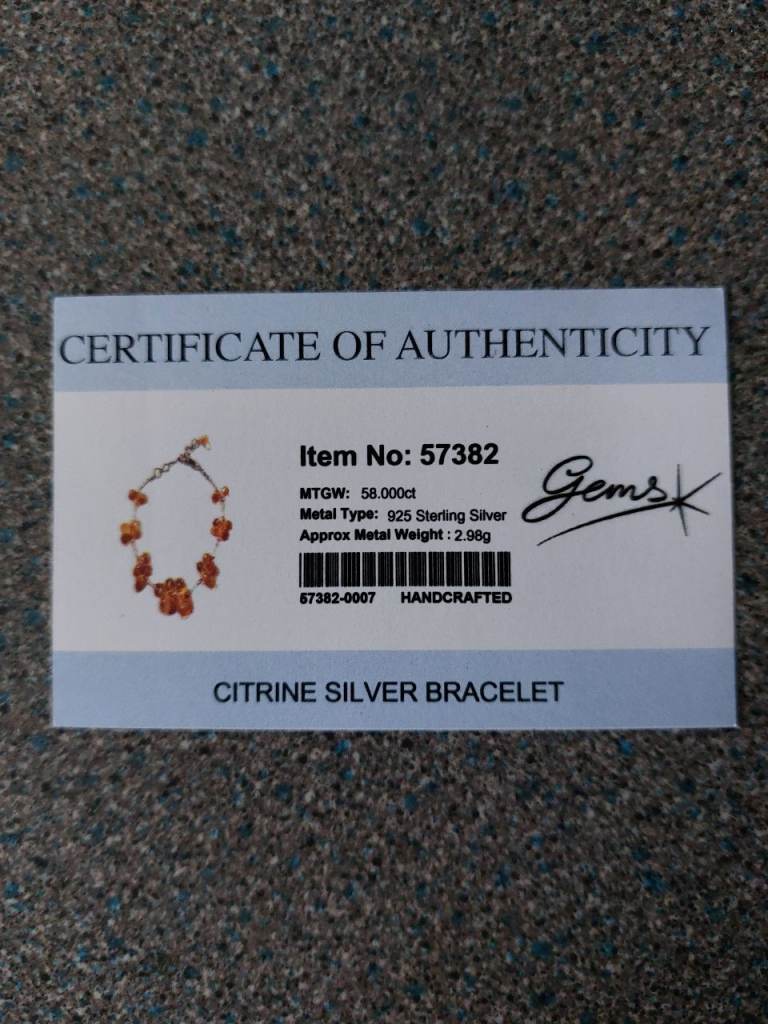 CERTIFICATE OF AUTHENTICITY
Item No: 57382
MTGW: 58.000ct
Metal Type: 925 Sterling Silver
Approx Metal Weight : 2.98g
57382-0007 HANDCRAFTED
Gems
CITRINE SILVER BRACELET